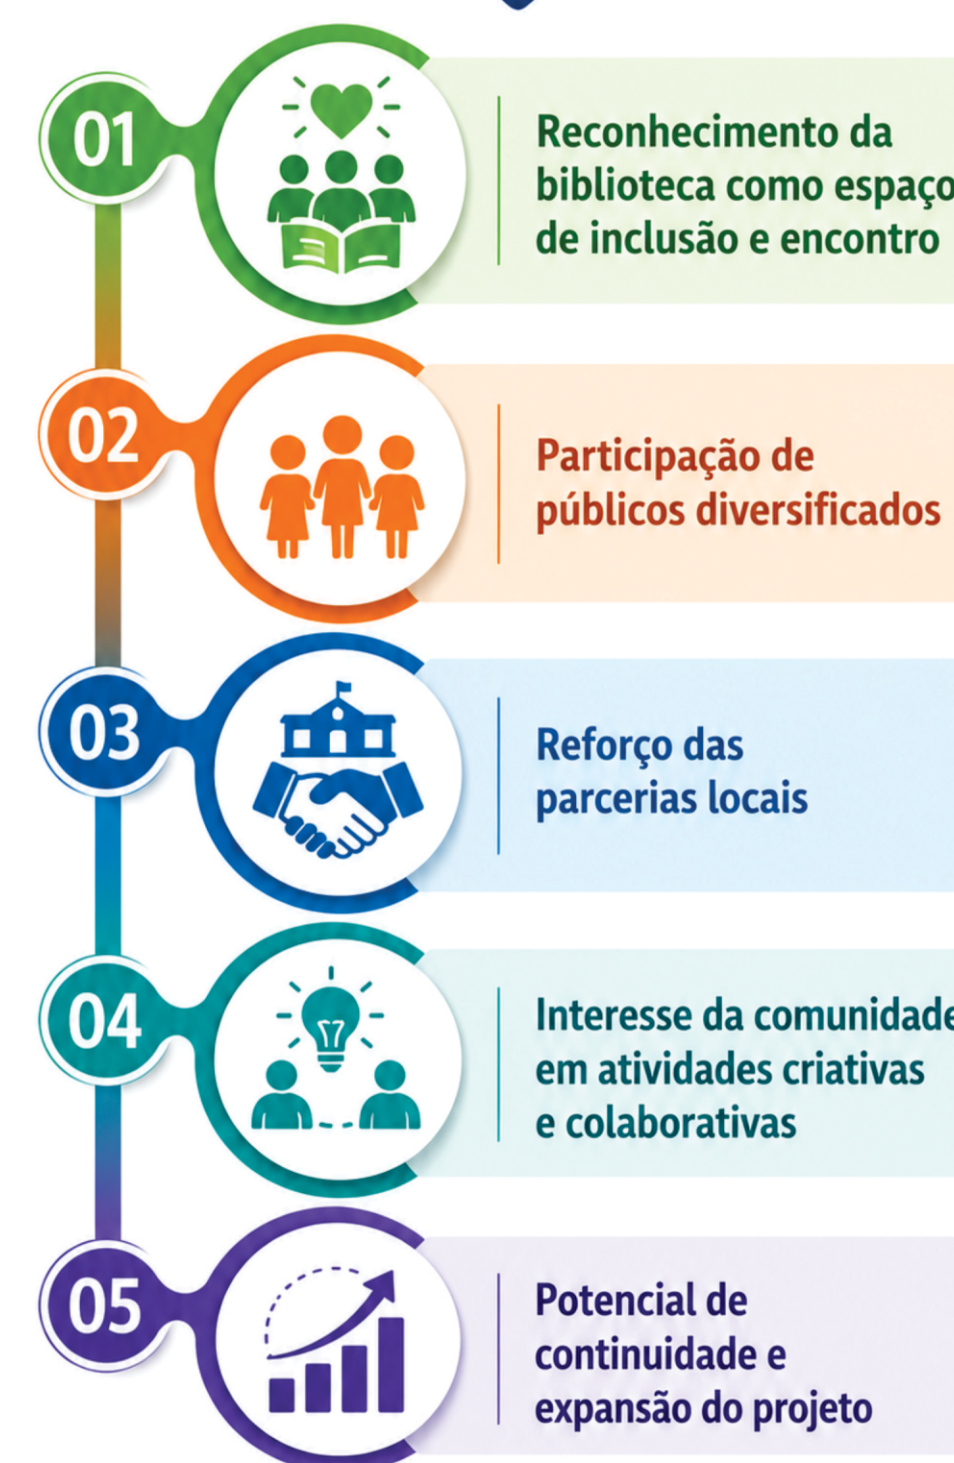 01
Reconhecimento da
biblioteca como espaço
de inclusão e encontro
02
Participação de
públicos diversificados
03
Reforço das
parcerias locais
04
Interesse da comunidade
em atividades criativas
e colaborativas
05
Potencial de
continuidade e
expansão do projeto